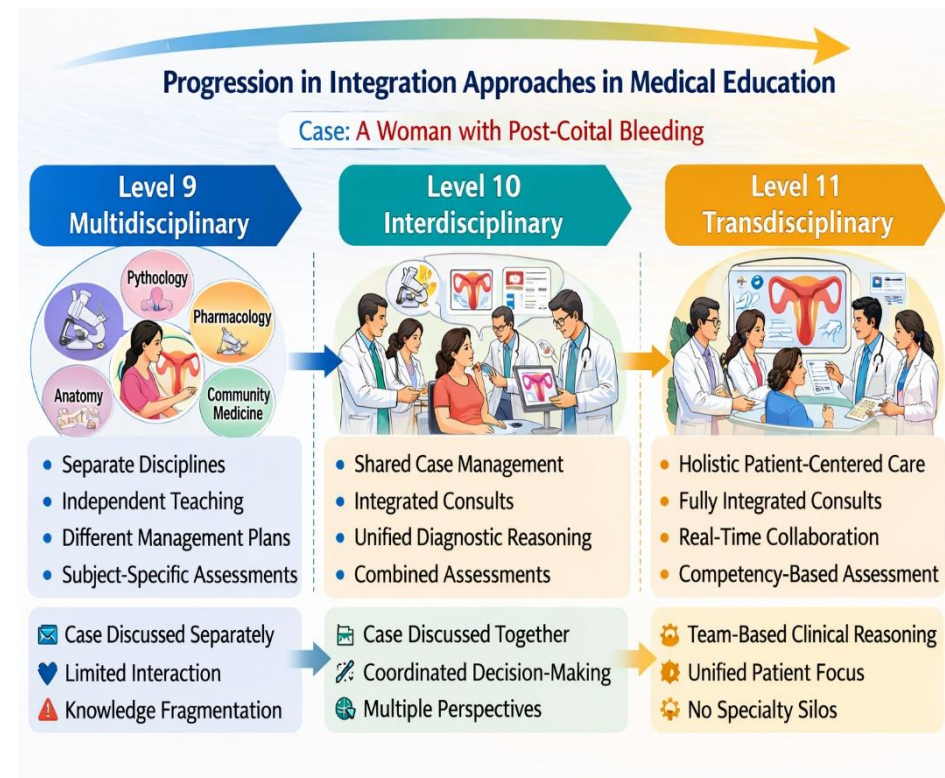 Progression in Integration Approaches in Medical Education
Case: A Woman with Post-Coital Bleeding
Level 9
Multidisciplinary
Level 10
Interdisciplinary
Level 11
Transdisciplinary
Pythoology
Pharmacology
Anatomy
Community
Medicine
• Separate Disciplines
• Independent Teaching
• Different Management Plans
• Subject-Specific Assessments
• Shared Case Management
• Integrated Consults
• Unified Diagnostic Reasoning
• Combined Assessments
• Holistic Patient-Centered Care
• Fully Integrated Consults
• Real-Time Collaboration
• Competency-Based Assessment
Case Discussed Separately
Limited Interaction
Knowledge Fragmentation
Case Discussed Together
Coordinated Decision-Making
Multiple Perspectives
Team-Based Clinical Reasoning
Unified Patient Focus
No Specialty Silos